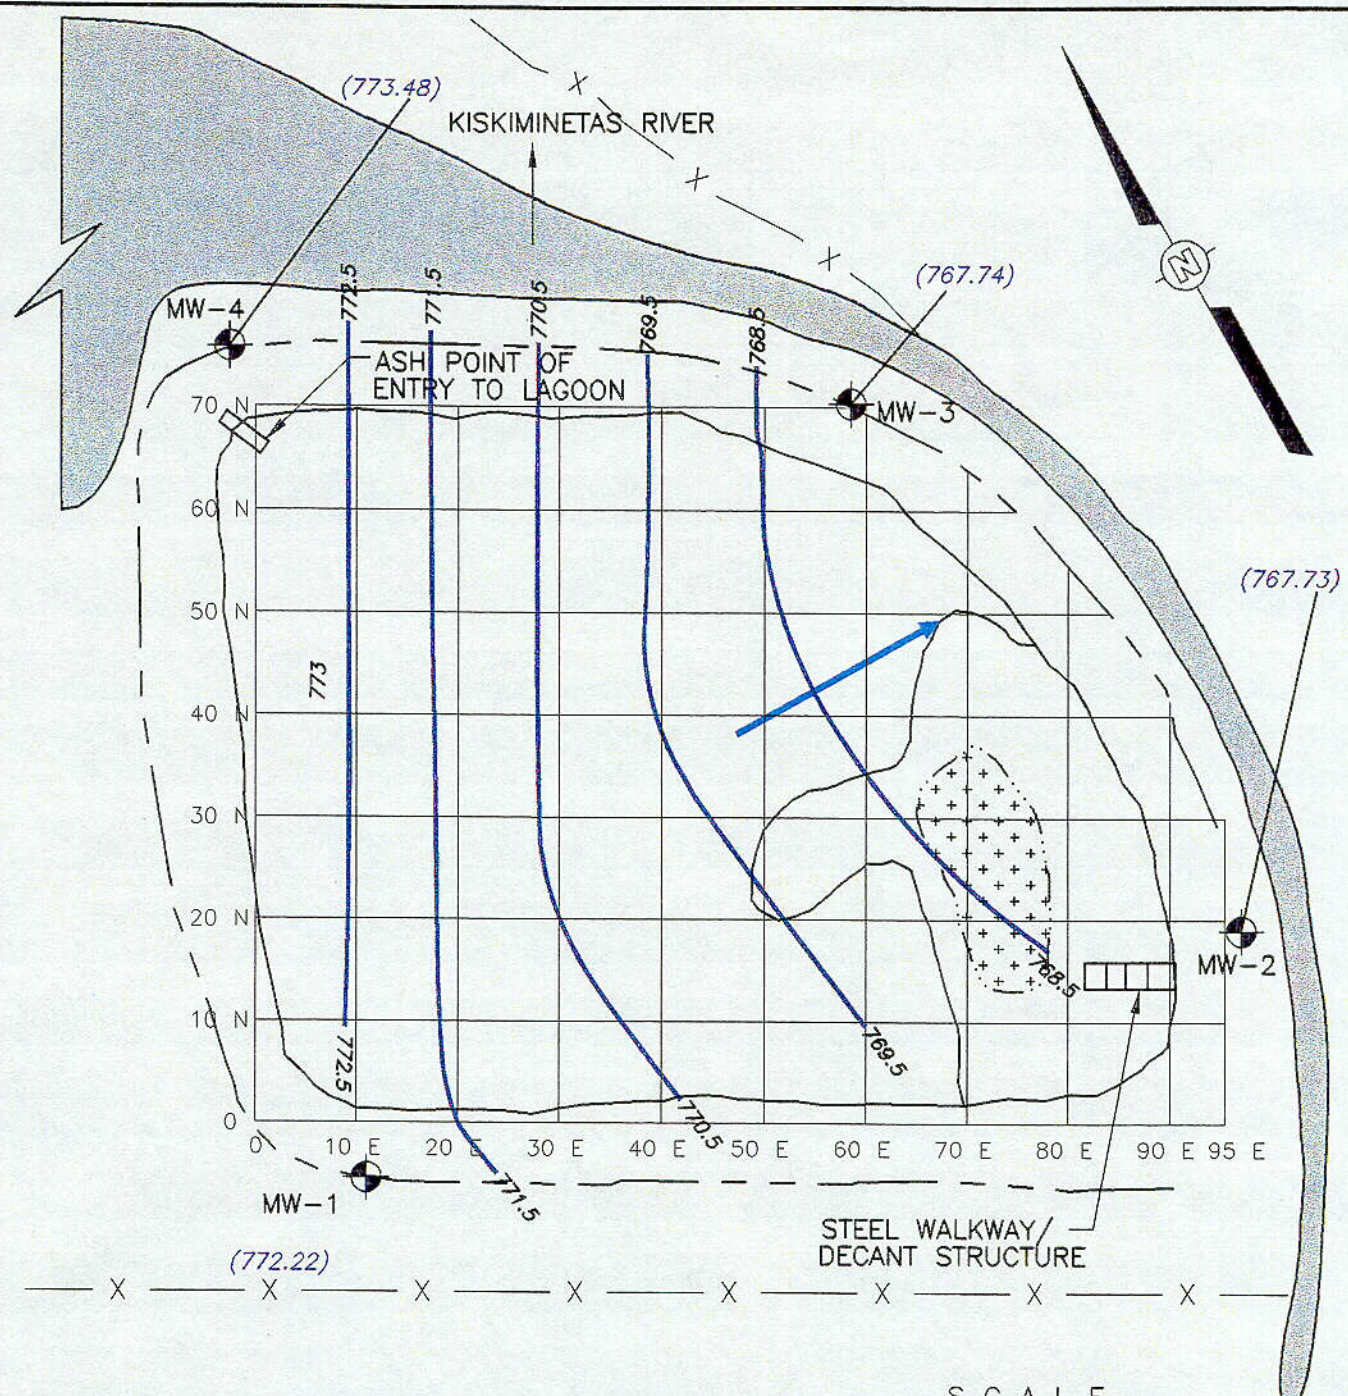 (773.48)
KISKIMINETAS RIVER
(767.74)
N
772.5
771.5
770.5
769.5
768.5
MW-4
ASH POINT OF
ENTRY TO LAGOON
MW-3
70 N
60 N
(767.73)
50 N
773
40 N
30 N
20 N
MW-2
768.5
10 N
772.5
769.5
770.5
0
0
10 E
20 E
30 E
40 E
50 E
60 E
70 E
80 E
90 E
95 E
771.5
MW-1
STEEL WALKWAY/
DECANT STRUCTURE
(772.22)
X X X X
X X X X X X X X
SCALE